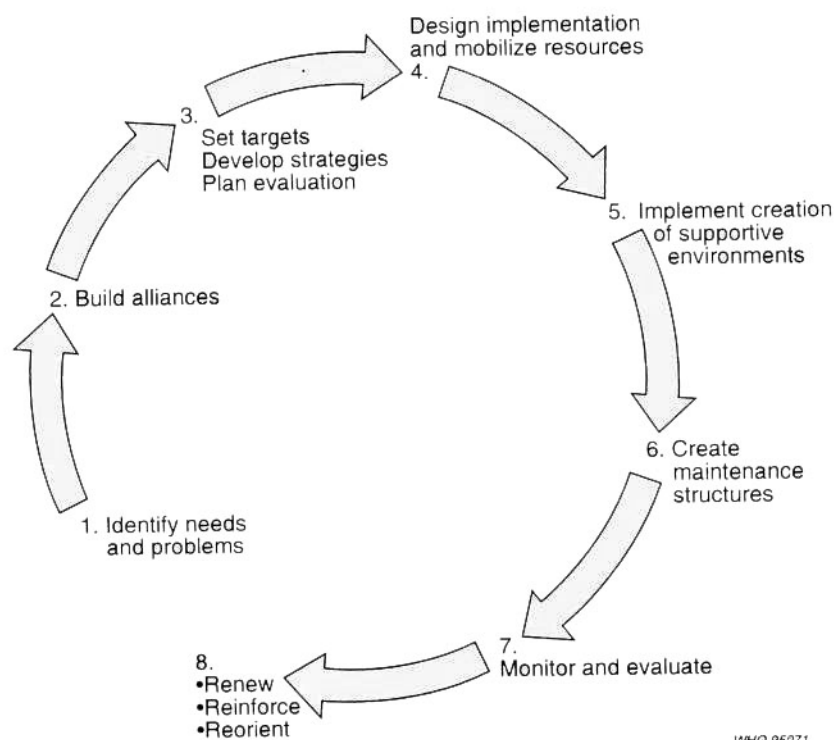 Design implementation
and mobilize resources
4.
3.
Set targets
Develop strategies
Plan evaluation
5. Implement creation
of supportive
environments
2. Build alliances
6. Create
maintenance
structures
1. Identify needs
and problems
7.
Monitor and evaluate
8.
•Renew
•Reinforce
•Reorient
WHO 95271